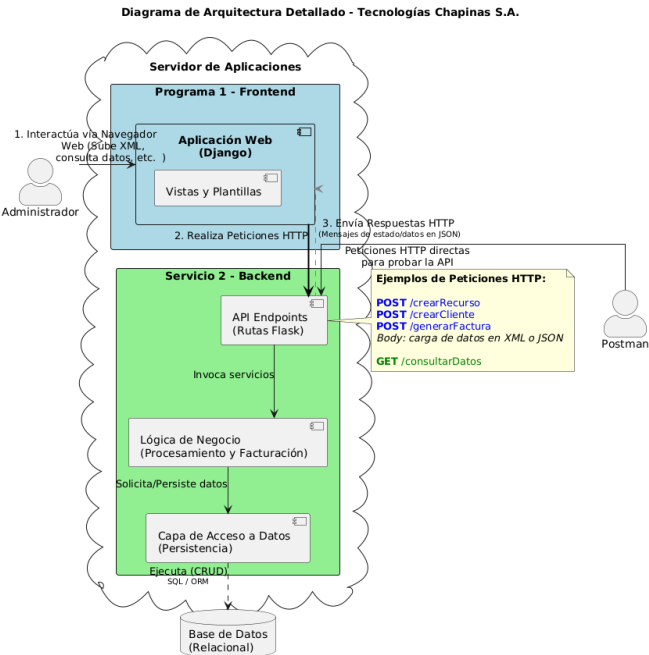 Diagrama de Arquitectura Detallado - Tecnologías Chapinas S.A.
Servidor de Aplicaciones
Programa 1 - Frontend
1. Interactúa vía Navegador
Web (Sube XML,
consulta datos, etc.  )
Administrador
Aplicación Web
(Django)
Vistas y Plantillas
2. Realiza Peticiones HTTP
3. Envía Respuestas HTTP
(Mensajes de estado/datos en JSON)
Peticiones HTTP directas
para probar la API
Postman
Servicio 2 - Backend
API Endpoints
(Rutas Flask)
Ejemplos de Peticiones HTTP:
POST /crearRecurso
POST /crearCliente
POST /generarFactura
Body: carga de datos en XML o JSON
GET /consultarDatos
Invoca servicios
Lógica de Negocio
(Procesamiento y Facturación)
Solicita/Persiste datos
Capa de Acceso a Datos
(Persistencia)
Ejecuta (CRUD)
SQL / ORM
Base de Datos
(Relacional)